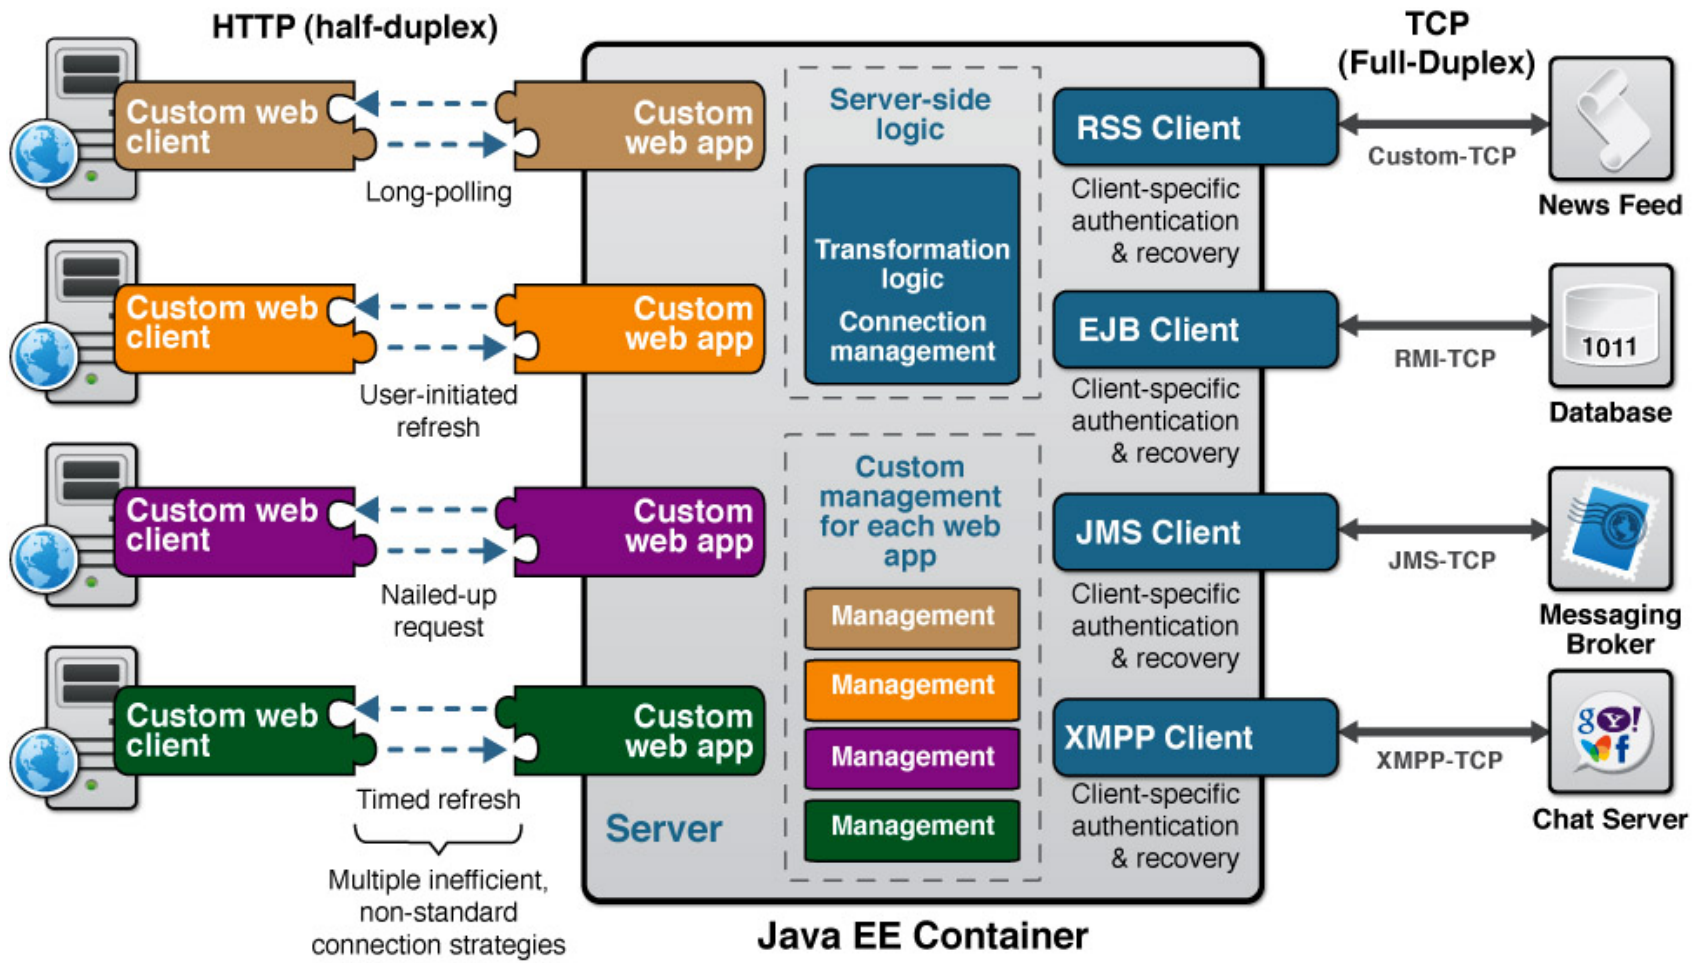 HTTP (half-duplex)
TCP
(Full-Duplex)
Custom web
client
Long-polling
Custom
web app
Server-side
logic
Transformation
logic
Connection
management
RSS Client
Client-specific
authentication
& recovery
Custom-TCP
News Feed
Custom web
client
User-initiated
refresh
Custom
web app
EJB Client
Client-specific
authentication
& recovery
RMI-TCP
1011
Database
Custom web
client
Nailed-up
request
Custom
web app
Custom
management
for each web
app
Management
Management
Management
Management
JMS Client
Client-specific
authentication
& recovery
JMS-TCP
Messaging
Broker
Custom web
client
Timed refresh
Custom
web app
XMPP Client
Client-specific
authentication
& recovery
XMPP-TCP
g Y!
f
Chat Server
Server
Multiple inefficient,
non-standard
connection strategies
Java EE Container